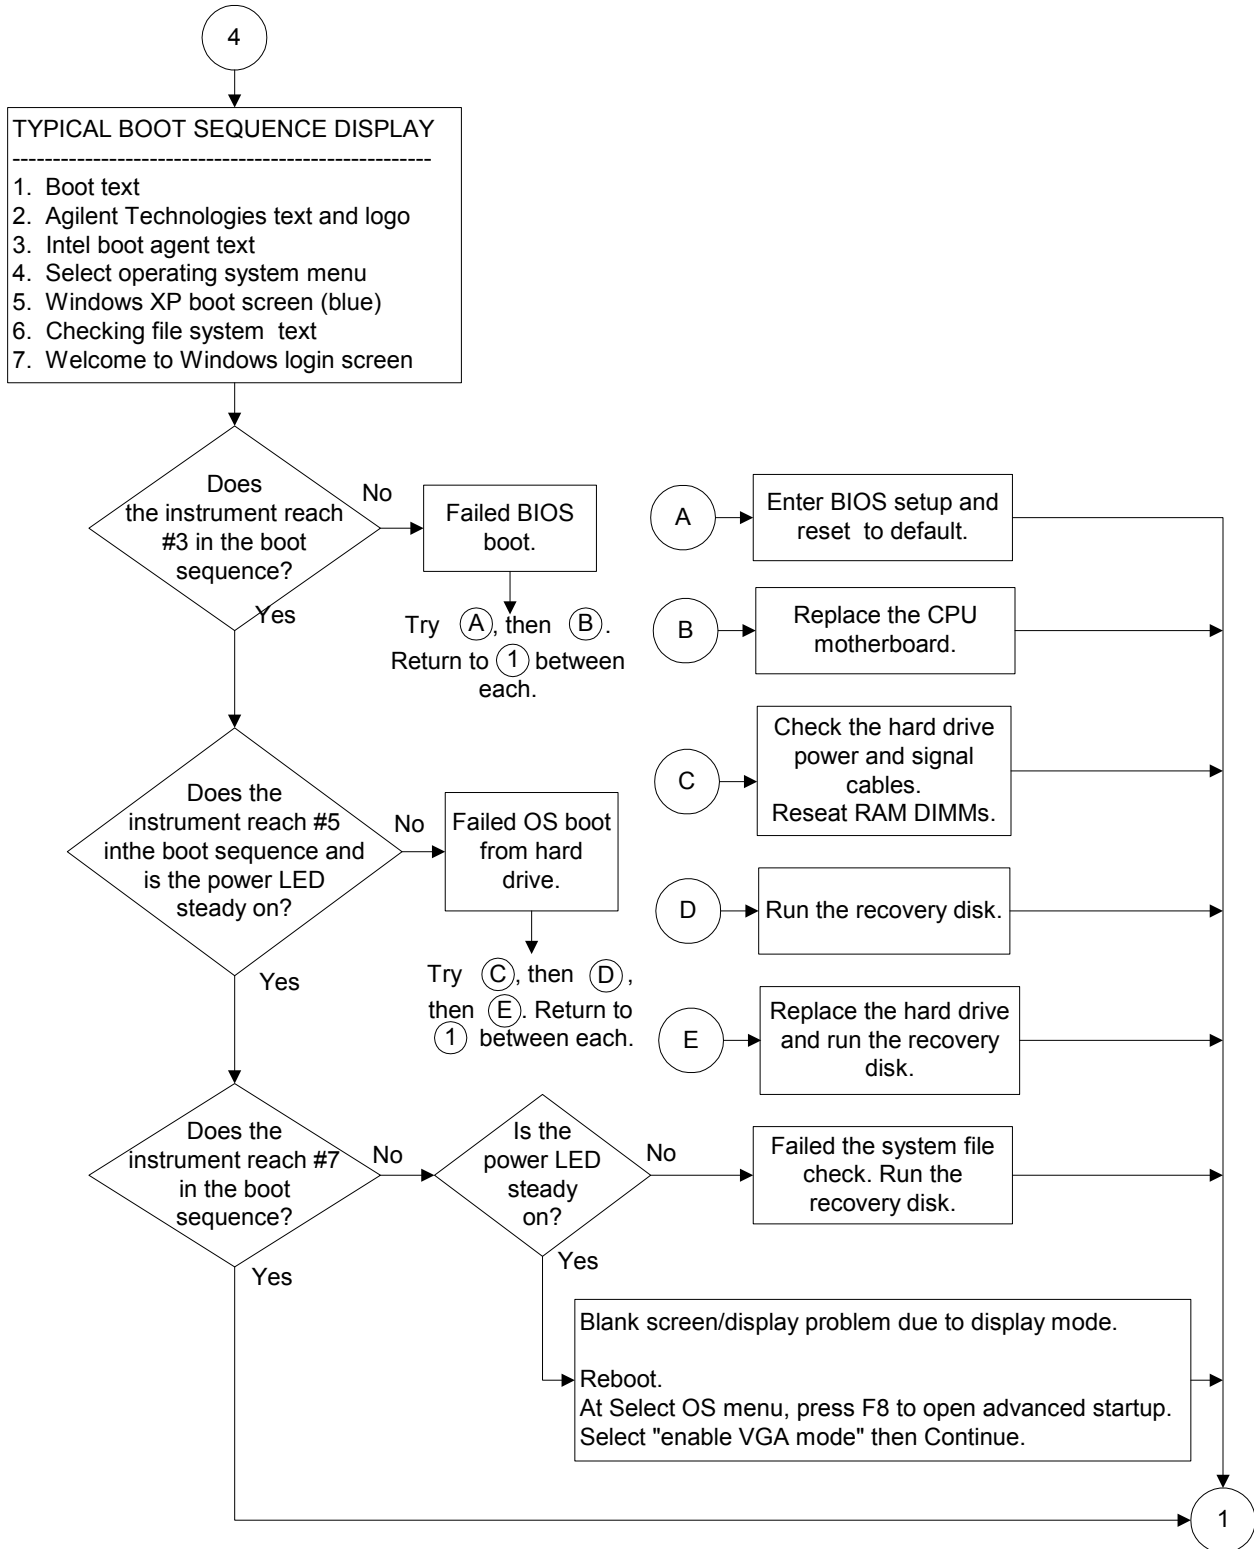 4
TYPICAL BOOT SEQUENCE DISPLAY
----------------------------------------------------
1. Boot text
2. Agilent Technologies text and logo
3. Intel boot agent text
4. Select operating system menu
5. Windows XP boot screen (blue)
6. Checking file system text
7. Welcome to Windows login screen
Does
the instrument reach
#3 in the boot
sequence?
No
Yes
Failed BIOS
boot.
Try A, then B.
Return to 1 between
each.
A
Enter BIOS setup and
reset to default.
B
Replace the CPU
motherboard.
C
Check the hard drive
power and signal
cables.
Reseat RAM DIMMs.
Does the
instrument reach #5
inthe boot sequence and
is the power LED
steady on?
No
Yes
Failed OS boot
from hard
drive.
Try C, then D,
then E. Return to
1 between each.
D
Run the recovery disk.
E
Replace the hard drive
and run the recovery
disk.
Does the
instrument reach #7
in the boot
sequence?
No
Yes
Is the
power LED
steady
on?
No
Yes
Failed the system file
check. Run the
recovery disk.
Blank screen/display problem due to display mode.
Reboot.
At Select OS menu, press F8 to open advanced startup.
Select "enable VGA mode" then Continue.
1